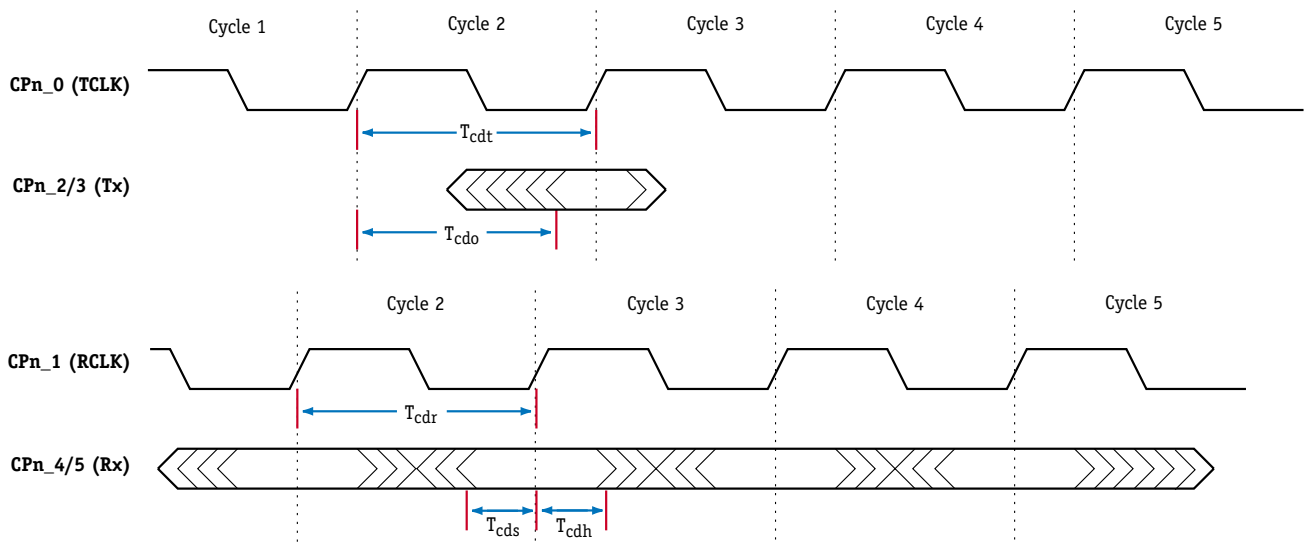 Cycle 1 Cycle 2 Cycle 3 Cycle 4 Cycle 5
CPn_0 (TCLK)
Tcdt
CPn_2/3 (Tx)
Tcdo
Cycle 2 Cycle 3 Cycle 4 Cycle 5
CPn_1 (RCLK)
Tcdr
CPn_4/5 (Rx)
Tcds Tcdh